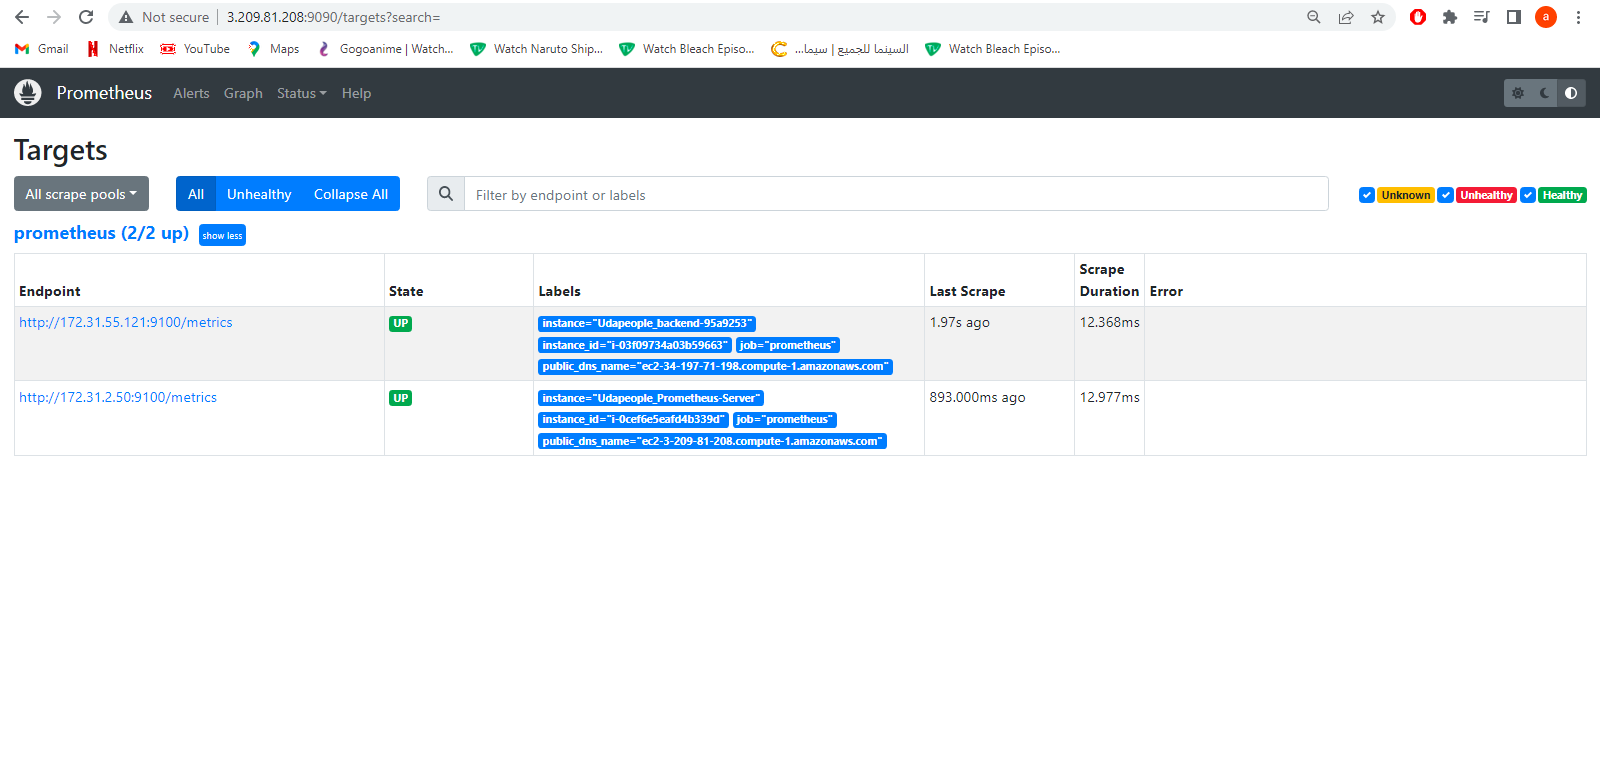 Not secure | 3.209.81.208:9090/targets?search=
a
Gmail Netflix YouTube Maps Gogoanime | Watch... Watch Naruto Ship... Watch Bleach Episo... السينما للجميع | سيما... Watch Bleach Episo...
Prometheus Alerts Graph Status Help
Targets
All scrape pools All Unhealthy Collapse All Filter by endpoint or labels Unknown Unhealthy Healthy
prometheus (2/2 up) show less
Endpoint State Labels Last Scrape Scrape Duration Error
http://172.31.55.121:9100/metrics UP instance="Udapeople_backend-95a9253" 1.97s ago 12.368ms
instance_id="i-03f09734a03b59663" job="prometheus"
public_dns_name="ec2-34-197-71-198.compute-1.amazonaws.com"
http://172.31.2.50:9100/metrics UP instance="Udapeople_Prometheus-Server" 893.000ms ago 12.977ms
instance_id="i-0cef6e5eafd4b339d" job="prometheus"
public_dns_name="ec2-3-209-81-208.compute-1.amazonaws.com"